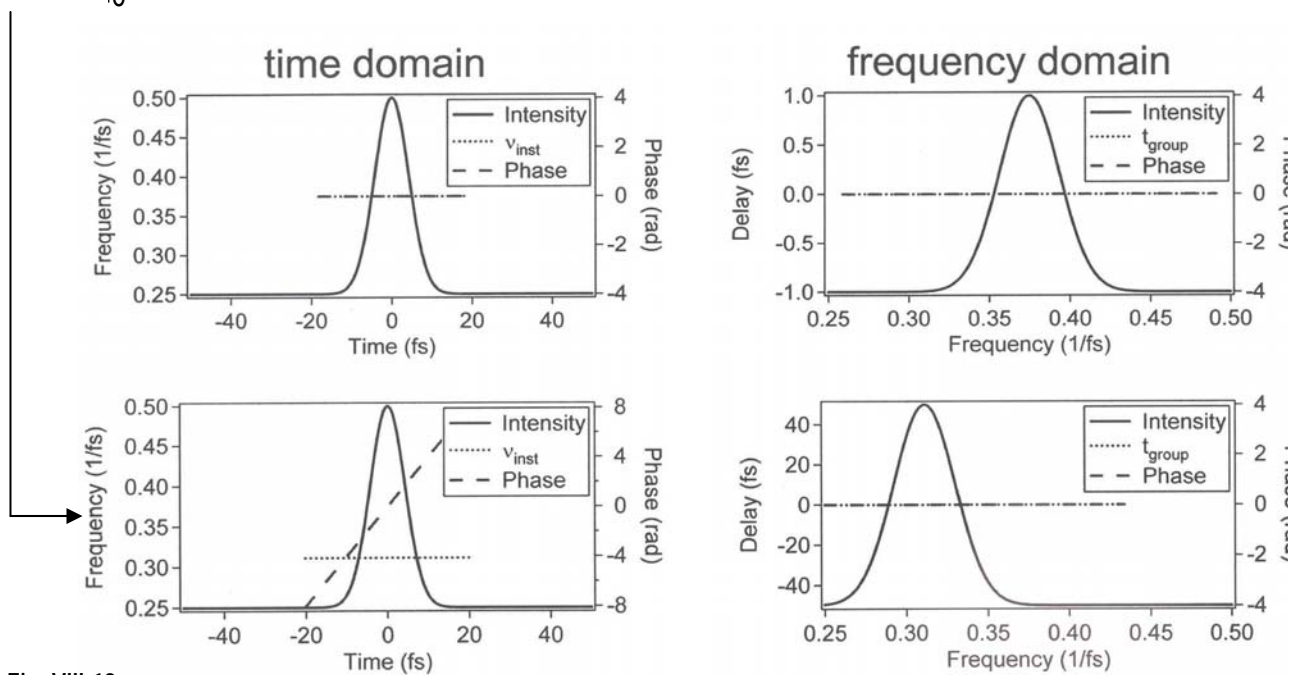 time domain
frequency domain
0.50
0.45
0.40
0.35
0.30
0.25
Frequency (1/fs)
-40 -20 0 20 40
Time (fs)
4
2
0
-2
-4
Phase (rad)
Intensity
νinst
Phase
1.0
0.5
0.0
-0.5
-1.0
Delay (fs)
0.25 0.30 0.35 0.40 0.45 0.50
Frequency (1/fs)
4
2
0
-2
-4
Intensity
tgroup
Phase
0.50
0.45
0.40
0.35
0.30
0.25
Frequency (1/fs)
-40 -20 0 20 40
Time (fs)
8
4
0
-4
-8
Phase (rad)
Intensity
νinst
Phase
40
20
0
-20
-40
Delay (fs)
0.25 0.30 0.35 0.40 0.45 0.50
Frequency (1/fs)
4
2
0
-2
-4
Intensity
tgroup
Phase